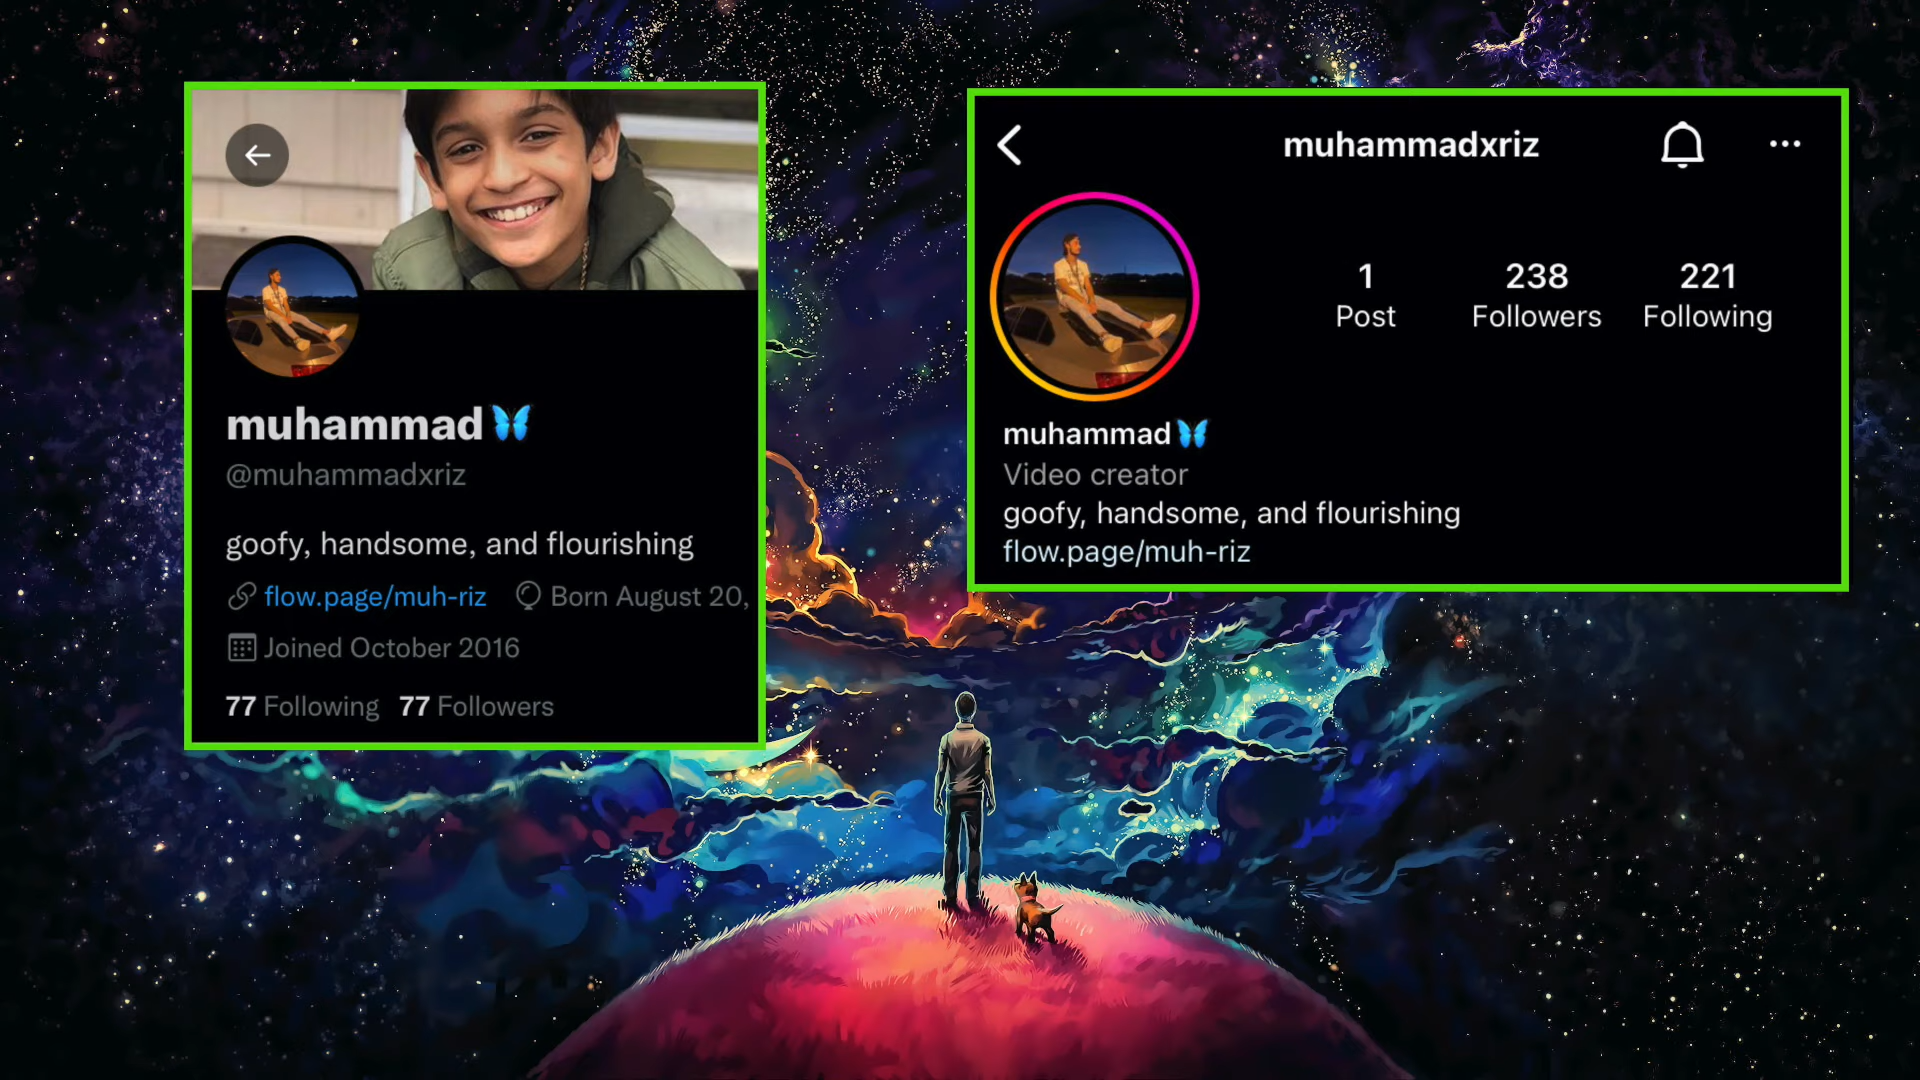 muhammad🦋
@muhammadxriz
goofy, handsome, and flourishing
flow.page/muh-riz Born August 20,
Joined October 2016
77 Following 77 Followers
muhammadxriz
1 238 221
Post Followers Following
muhammad🦋
Video creator
goofy, handsome, and flourishing
flow.page/muh-riz